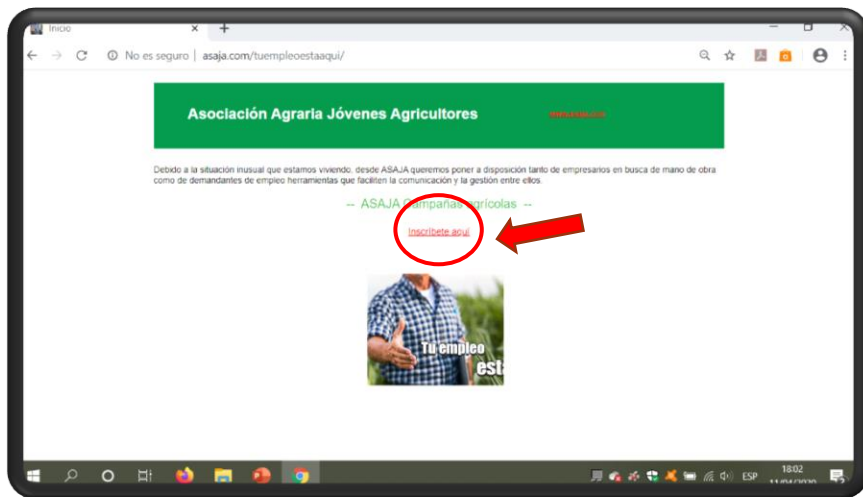 Inicio
No es seguro | asaja.com/tuempleoestaaqui/
Asociación Agraria Jóvenes Agricultores
Debido a la situación inusual que estamos viviendo, desde ASAJA queremos poner a disposición tanto de empresarios en busca de mano de obra
como de demandantes de empleo herramientas que faciliten la comunicación y la gestión entre ellos.
-- ASAJA Campañas agrícolas --
Inscríbete aquí
Tu empleo
está
ESP
18:02
11/04/2020